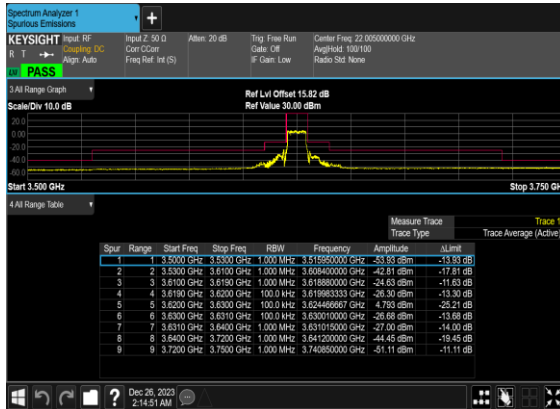 Spectrum Analyzer 1
Spurious Emissions
+
KEYSIGHT Input: RF Input Z: 50 Ω Atten: 20 dB Trig: Free Run Center Freq: 22.005000000 GHz
R T Coupling: DC Corr CCorr Gate: Off Avg|Hold: 100/100
Align: Auto Freq Ref: Int (S) IF Gain: Low Radio Std: None
PASS
3 All Range Graph
Scale/Div 10.0 dB Ref Lvl Offset 15.82 dB
Ref Value 30.00 dBm
20.0
0.00
-20.0
-40.0
-60.0
Start 3.500 GHz Stop 3.750 GH
4 All Range Table
Measure Trace Trace 1
Trace Type Trace Average (Active)
Spur Range Start Freq Stop Freq RBW Frequency Amplitude ΔLimit
1 1 3.5000 GHz 3.5300 GHz 1.000 MHz 3.515950000 GHz -53.93 dBm -13.93 dB
2 2 3.5300 GHz 3.6100 GHz 1.000 MHz 3.608400000 GHz -42.81 dBm -17.81 dB
3 3 3.6100 GHz 3.6190 GHz 1.000 MHz 3.619000000 GHz -24.63 dBm -11.63 dB
4 4 3.6190 GHz 3.6200 GHz 100.0 kHz 3.619983333 GHz -26.30 dBm -13.30 dB
5 5 3.6200 GHz 3.6300 GHz 100.0 kHz 3.624466667 GHz 4.793 dBm -25.21 dB
6 6 3.6300 GHz 3.6310 GHz 100.0 kHz 3.630010000 GHz -26.68 dBm -13.68 dB
7 7 3.6310 GHz 3.6400 GHz 1.000 MHz 3.631015000 GHz -27.00 dBm -14.00 dB
8 8 3.6400 GHz 3.7200 GHz 1.000 MHz 3.641880000 GHz -44.45 dBm -19.45 dB
9 9 3.7200 GHz 3.7500 GHz 1.000 MHz 3.740850000 GHz -51.11 dBm -11.11 dB
? Dec 26, 2023
2:14:51 AM